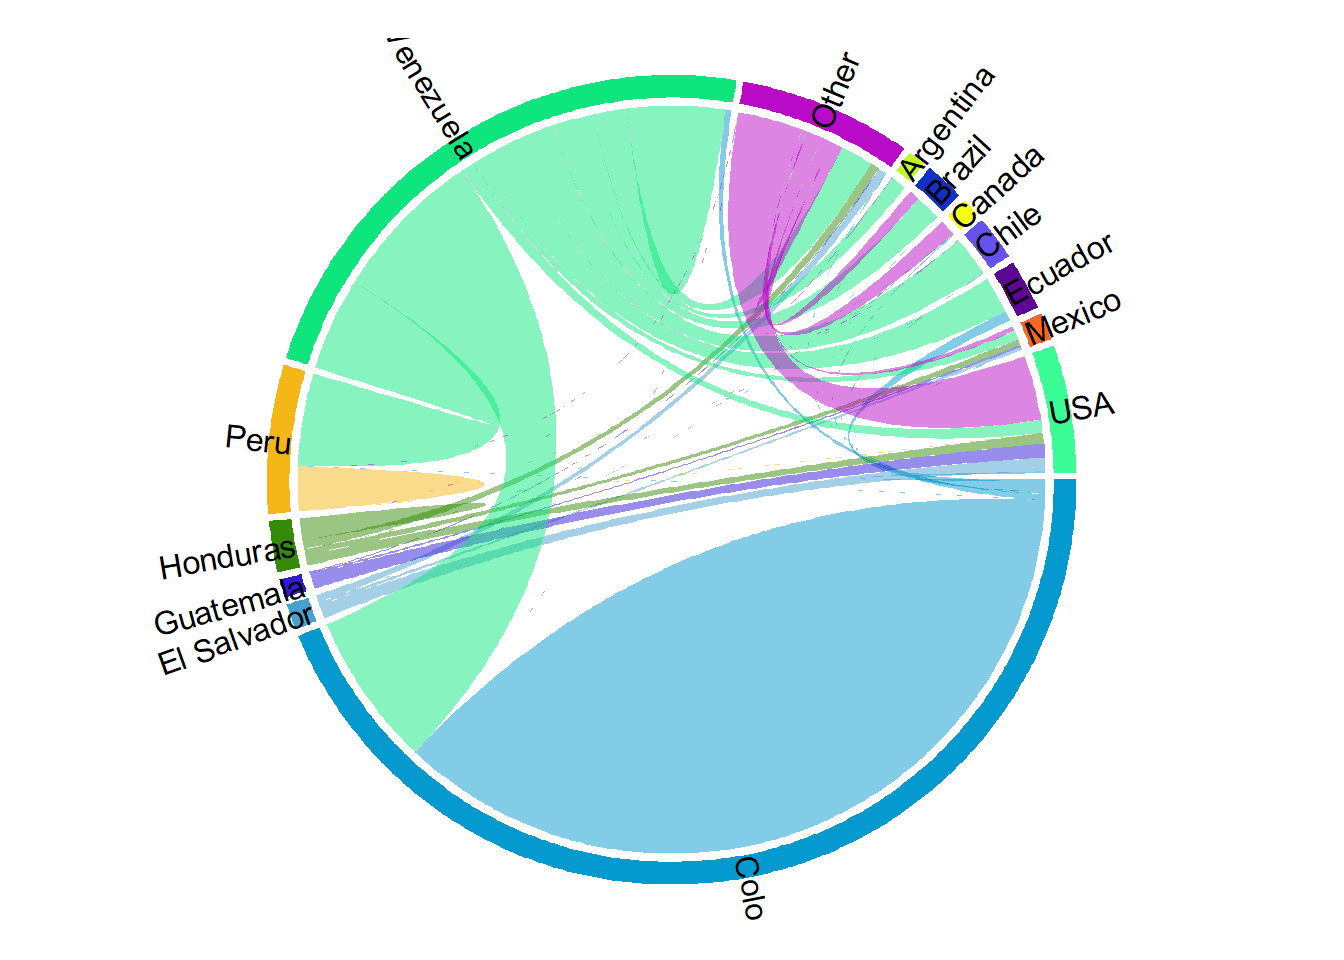 Venezuela
Other
Argentina
Brazil
Canada
Chile
Ecuador
Mexico
USA
Peru
Honduras
Guatemala
El Salvador
Colo